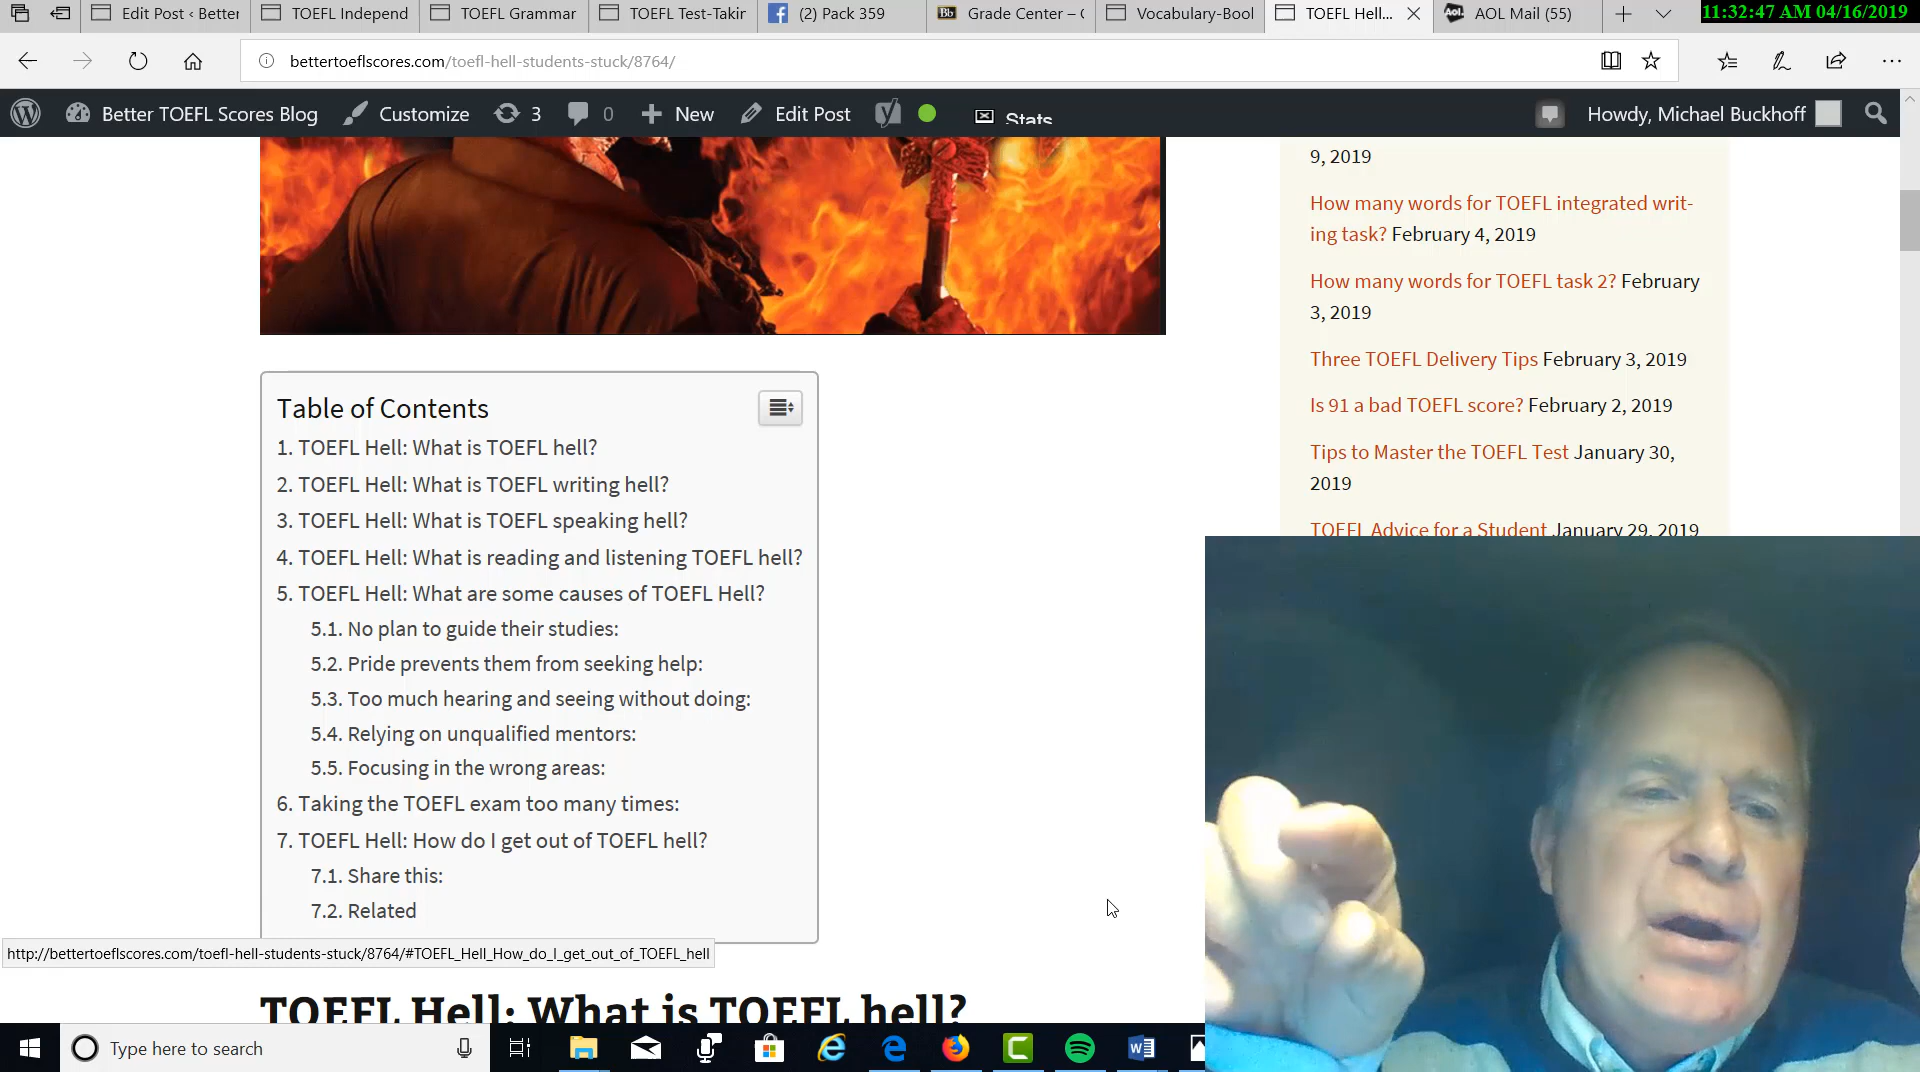 Edit Post ‹ Better
TOEFL Independ
TOEFL Grammar
TOEFL Test-Takin
(2) Pack 359
Bb Grade Center –
Vocabulary-Bool
TOEFL Hell...
AOL Mail (55)
11:32:47 AM 04/16/2019
bettertoeflscores.com/toefl-hell-students-stuck/8764/
Better TOEFL Scores Blog
Customize
3
0
New
Edit Post
Stats
Howdy, Michael Buckhoff
Table of Contents
1. TOEFL Hell: What is TOEFL hell?
2. TOEFL Hell: What is TOEFL writing hell?
3. TOEFL Hell: What is TOEFL speaking hell?
4. TOEFL Hell: What is reading and listening TOEFL hell?
5. TOEFL Hell: What are some causes of TOEFL Hell?
5.1. No plan to guide their studies:
5.2. Pride prevents them from seeking help:
5.3. Too much hearing and seeing without doing:
5.4. Relying on unqualified mentors:
5.5. Focusing in the wrong areas:
6. Taking the TOEFL exam too many times:
7. TOEFL Hell: How do I get out of TOEFL hell?
7.1. Share this:
7.2. Related
9, 2019
How many words for TOEFL integrated writ-
ing task? February 4, 2019
How many words for TOEFL task 2? February
3, 2019
Three TOEFL Delivery Tips February 3, 2019
Is 91 a bad TOEFL score? February 2, 2019
Tips to Master the TOEFL Test January 30,
2019
TOEFL Advice for a Student January 29, 2019
http://bettertoeflscores.com/toefl-hell-students-stuck/8764/#TOEFL_Hell_How_do_I_get_out_of_TOEFL_hell
TOEFL Hell: What is TOEFL hell?
Type here to search